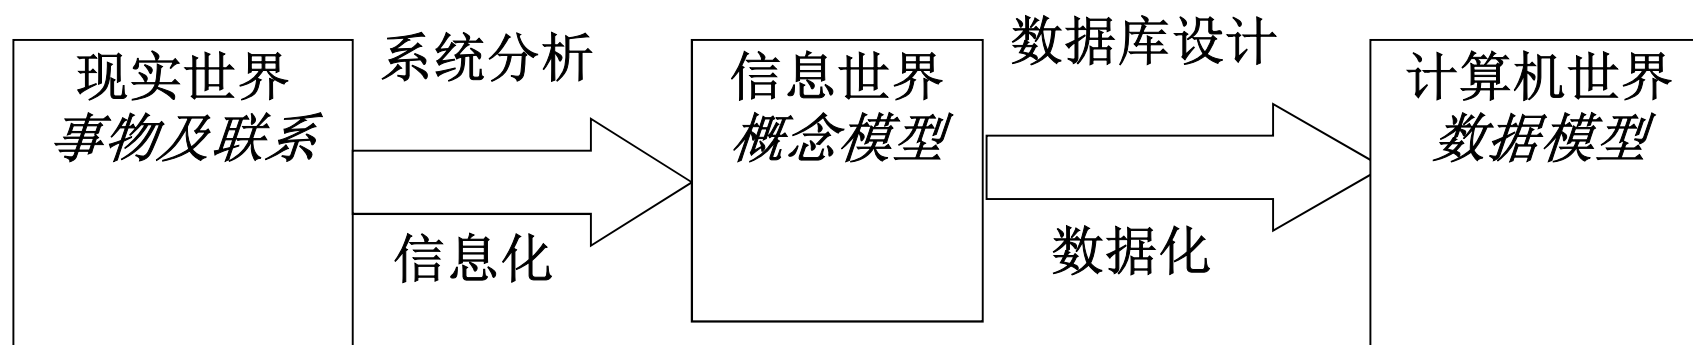 现实世界
事物及联系
系统分析
信息化
信息世界
概念模型
数据库设计
数据化
计算机世界
数据模型